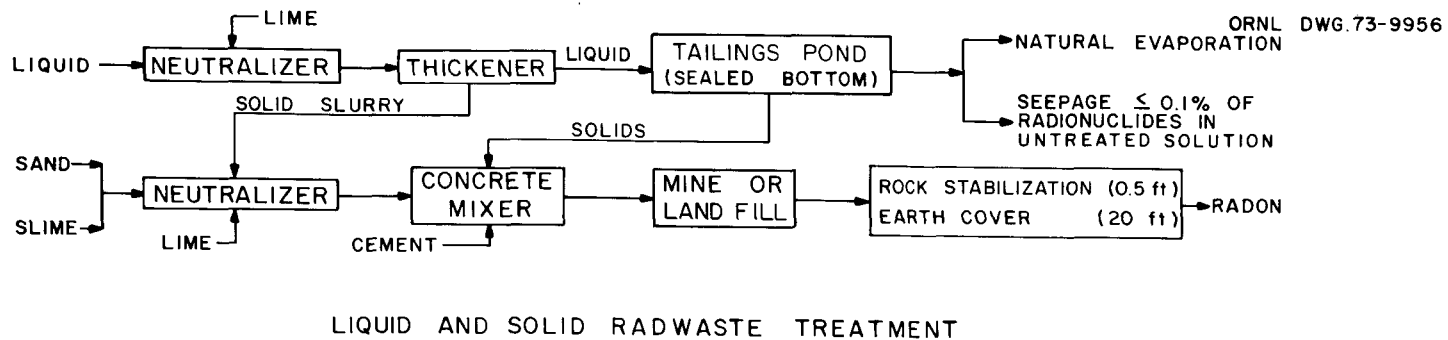 ORNL DWG.73-9956
LIME
LIQUID
NEUTRALIZER
THICKENER
LIQUID
TAILINGS POND
(SEALED BOTTOM)
NATURAL EVAPORATION
SEEPAGE ≤ 0.1% OF
RADIONUCLIDES IN
UNTREATED SOLUTION
SOLID SLURRY
SOLIDS
SAND
SLIME
NEUTRALIZER
LIME
CONCRETE
MIXER
CEMENT
MINE OR
LAND FILL
ROCK STABILIZATION (0.5 ft)
EARTH COVER (20 ft)
RADON
LIQUID AND SOLID RADWASTE TREATMENT